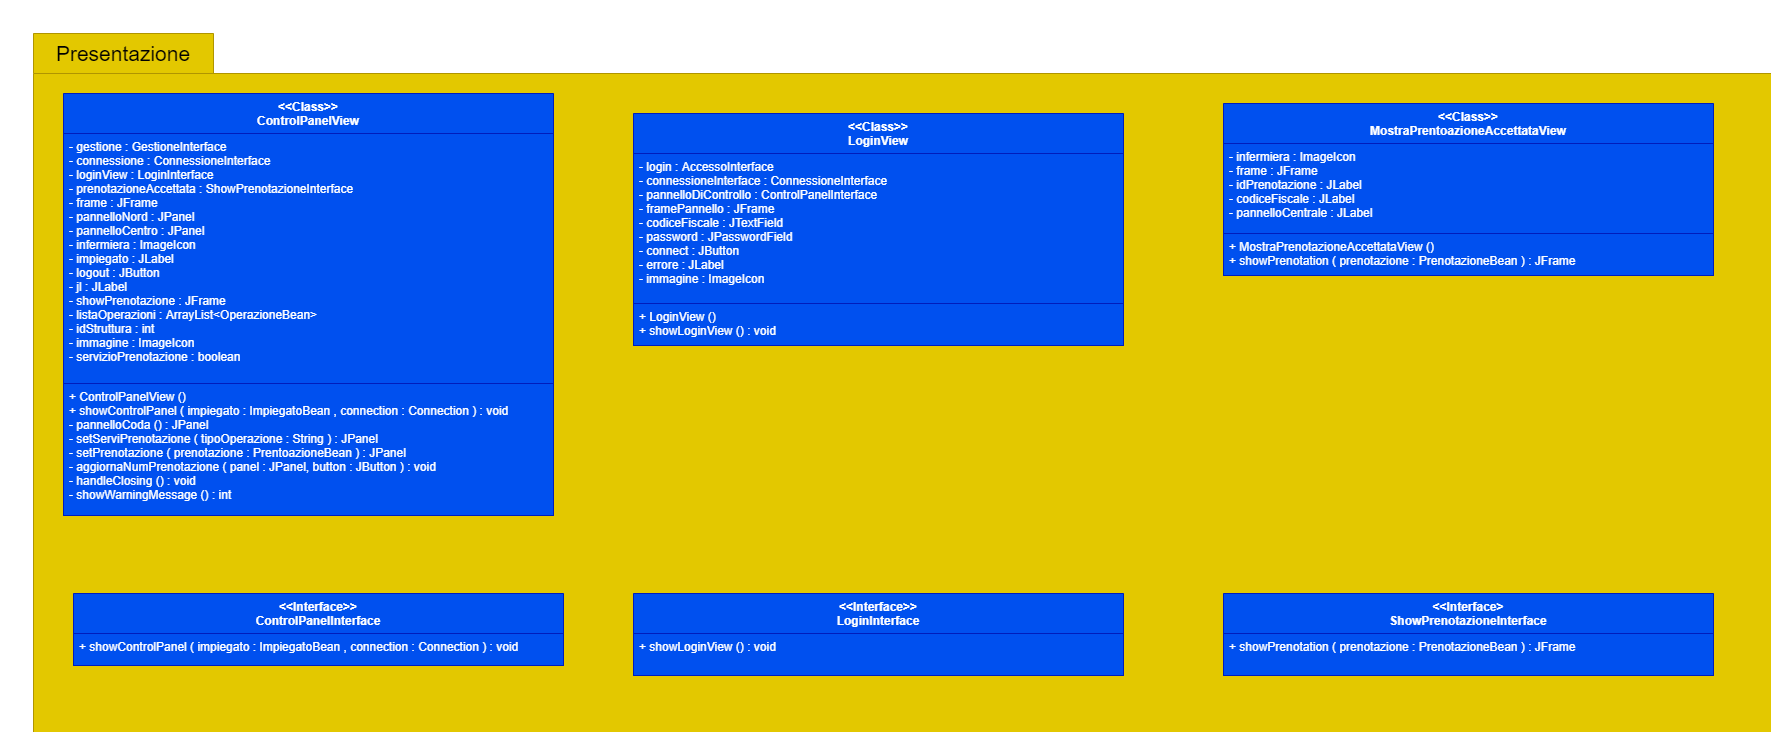 Presentazione
<<Class>>
ControlPanelView
- gestione : GestioneInterface
- connessione : ConnessioneInterface
- loginView : LoginInterface
- prenotazioneAccettata : ShowPrenotazioneInterface
- frame : JFrame
- pannelloNord : JPanel
- pannelloCentro : JPanel
- infermiera : ImageIcon
- impiegato : JLabel
- logout : JButton
- jl : JLabel
- showPrenotazione : JFrame
- listaOperazioni : ArrayList<OperazioneBean>
- idStruttura : int
- immagine : ImageIcon
- servizioPrenotazione : boolean
+ ControlPanelView ()
+ showControlPanel ( impiegato : ImpiegatoBean , connection : Connection ) : void
- pannelloCoda () : JPanel
- setServiPrenotazione ( tipoOperazione : String ) : JPanel
- setPrenotazione ( prenotazione : PrentoazioneBean ) : JPanel
- aggiornaNumPrenotazione ( panel : JPanel, button : JButton ) : void
- handleClosing () : void
- showWarningMessage () : int
<<Class>>
LoginView
- login : AccessoInterface
- connessioneInterface : ConnessioneInterface
- pannelloDiControllo : ControlPanelInterface
- framePannello : JFrame
- codiceFiscale : JTextField
- password : JPasswordField
- connect : JButton
- errore : JLabel
- immagine : ImageIcon
+ LoginView ()
+ showLoginView () : void
<<Class>>
MostraPrentoazioneAccettataView
- infermiera : ImageIcon
- frame : JFrame
- idPrenotazione : JLabel
- codiceFiscale : JLabel
- pannelloCentrale : JLabel
+ MostraPrenotazioneAccettataView ()
+ showPrenotation ( prenotazione : PrenotazioneBean ) : JFrame
<<Interface>>
ControlPanelInterface
+ showControlPanel ( impiegato : ImpiegatoBean , connection : Connection ) : void
<<Interface>>
LoginInterface
+ showLoginView () : void
<<Interface>
ShowPrenotazioneInterface
+ showPrenotation ( prenotazione : PrenotazioneBean ) : JFrame